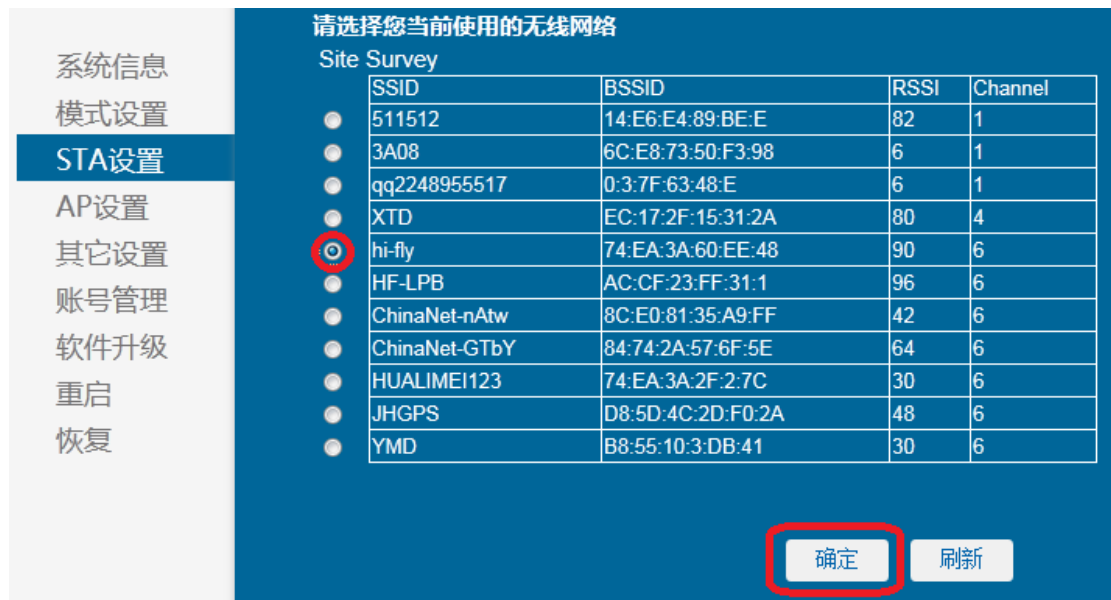 请选择您当前使用的无线网络
Site Survey
系统信息
模式设置
STA设置
AP设置
其它设置
账号管理
软件升级
重启
恢复
SSID BSSID RSSI Channel
511512 14:E6:E4:89:BE:E 82 1
3A08 6C:E8:73:50:F3:98 6 1
qq2248955517 0:3:7F:63:48:E 6 1
XTD EC:17:2F:15:31:2A 80 4
hi-fly 74:EA:3A:60:EE:48 90 6
HF-LPB AC:CF:23:FF:31:1 96 6
ChinaNet-nAtw 8C:E0:81:35:A9:FF 42 6
ChinaNet-GTbY 84:74:2A:57:6F:5E 64 6
HUALIMEI123 74:EA:3A:2F:2:7C 30 6
JHGPS D8:5D:4C:2D:F0:2A 48 6
YMD B8:55:10:3:DB:41 30 6
确定 刷新